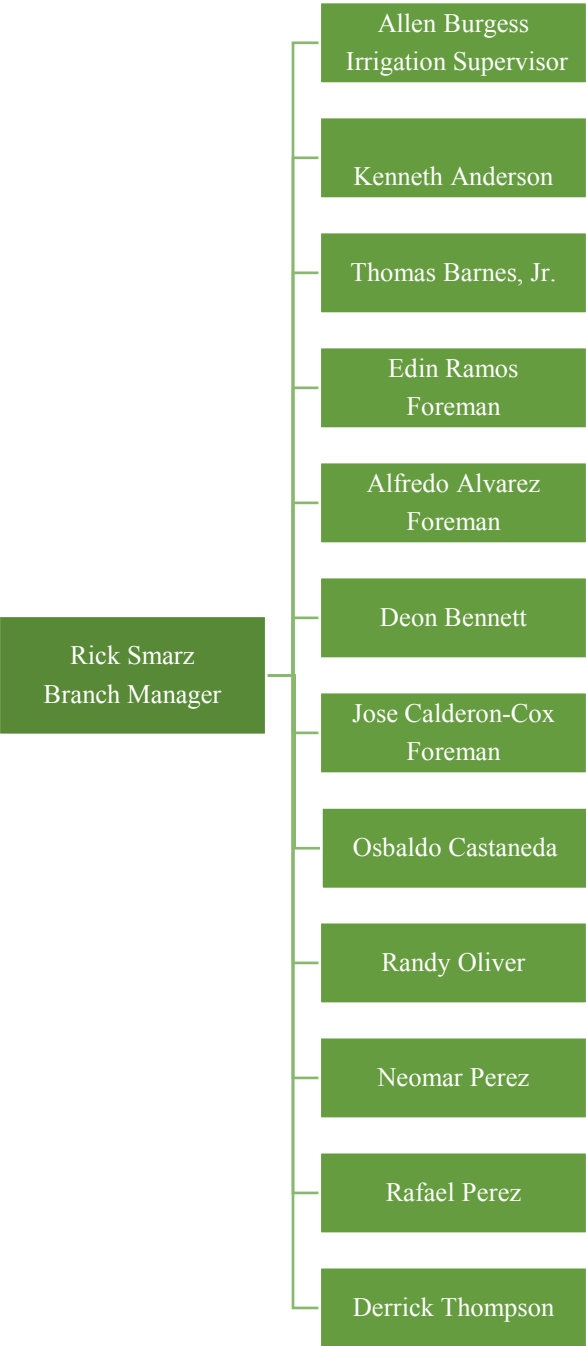 Allen Burgess
Irrigation Supervisor
Kenneth Anderson
Thomas Barnes, Jr.
Edin Ramos
Foreman
Alfredo Alvarez
Foreman
Deon Bennett
Rick Smarz
Branch Manager
Jose Calderon-Cox
Foreman
Osbaldo Castaneda
Randy Oliver
Neomar Perez
Rafael Perez
Derrick Thompson